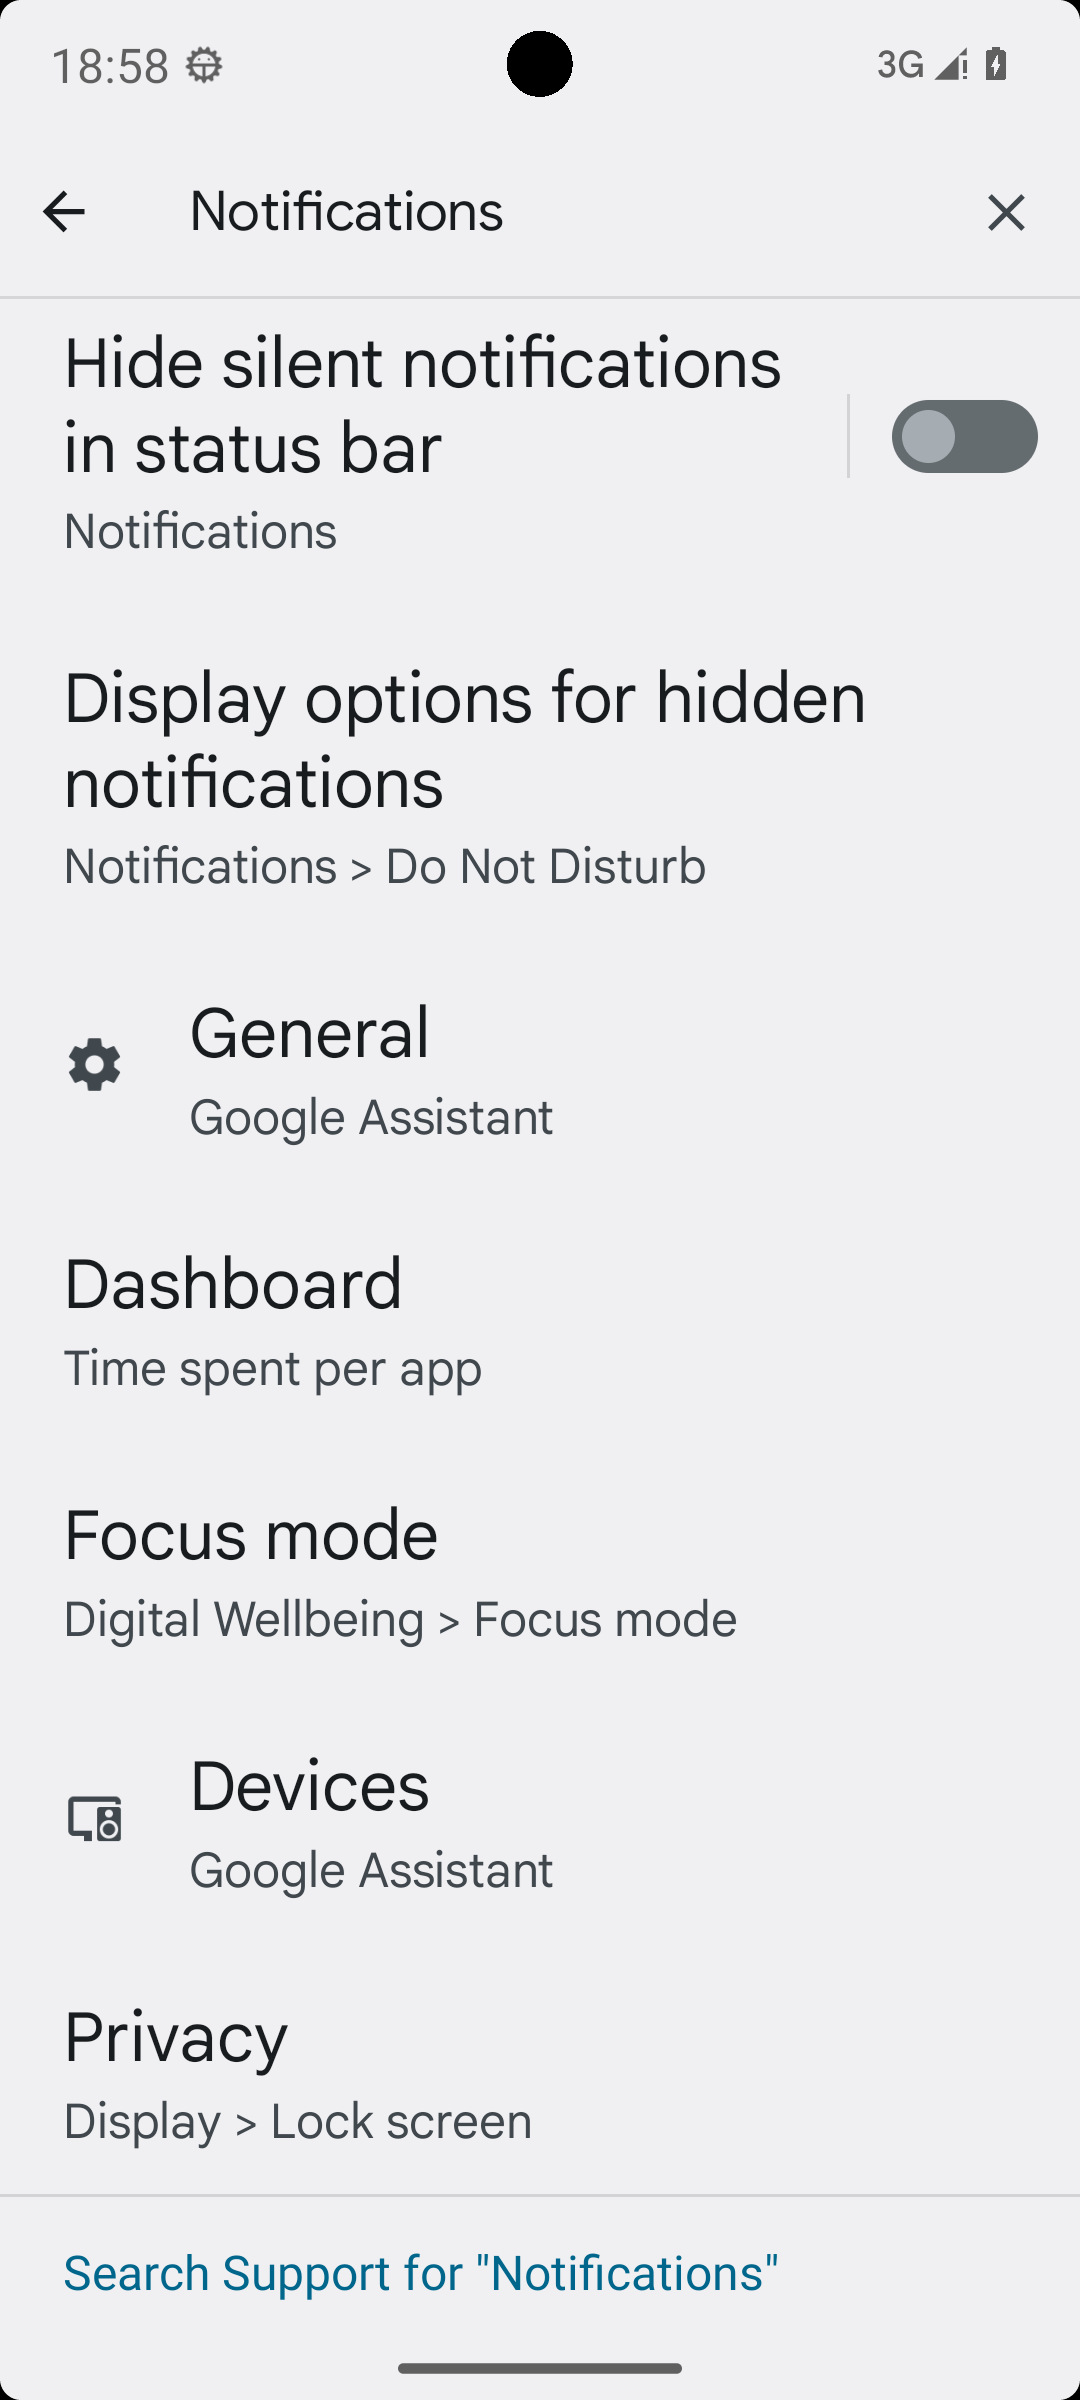 18:58
3G
Notifications
Hide silent notifications
in status bar
Notifications
Display options for hidden
notifications
Notifications > Do Not Disturb
General
Google Assistant
Dashboard
Time spent per app
Focus mode
Digital Wellbeing > Focus mode
Devices
Google Assistant
Privacy
Display > Lock screen
Search Support for "Notifications"